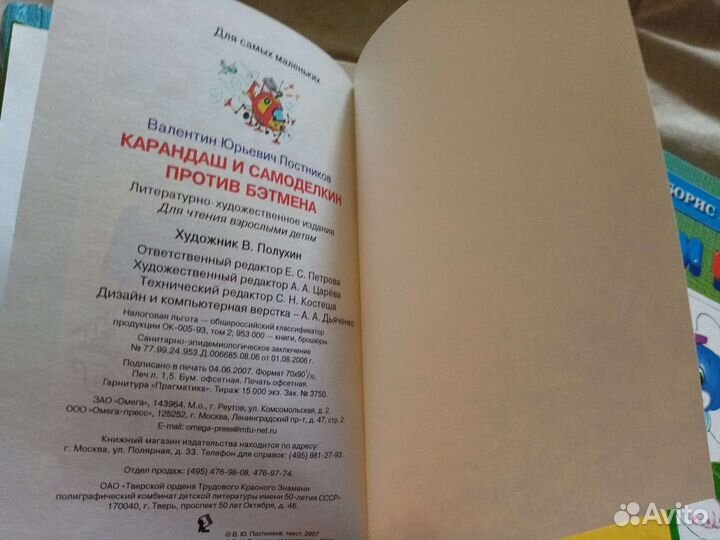 Для самых маленьких
Валентин Юрьевич Постников
КАРАНДАШ И САМОДЕЛКИН
ПРОТИВ БЭТМЕНА
Литературно-художественное издание
Для чтения взрослыми детям
Художник В. Полухин
Ответственный редактор Е. С. Петрова
Художественный редактор А. А. Царёва
Технический редактор С. Н. Костеша
Дизайн и компьютерная верстка – А. А. Дьяченко
Налоговая льгота — общероссийский классификатор
продукции ОК-005-93, том 2; 953 000 — книги, брошюры.
Санитарно-эпидемиологическое заключение
№ 77.99.24.953.Д.006685.08.06 от 01.08.2006 г.
Подписано в печать 04.06.2007. Формат 70х90¹/₂₀.
Печ л. 1,5. Бум. офсетная. Печать офсетная.
Гарнитура «Прагматика». Тираж 15 000 экз. Зак. № 3750.
ЗАО «Омега», 143964, М.о., г. Реутов, ул. Комсомольская, д. 2.
ООО «Омега-пресс», 125252, г. Москва, Ленинградский пр-т, д. 47, стр. 2.
E-mail: omega-press@mtu-net.ru
Книжный магазин издательства находится по адресу:
г. Москва, ул. Полярная, д. 33. Телефон для справок: (495) 981-27-93.
Отдел продаж: (495) 476-98-08, 476-97-74.
ОАО «Тверской ордена Трудового Красного Знамени
полиграфический комбинат детской литературы имени 50-летия СССР»
170040, г. Тверь, проспект 50 лет Октября, д. 46.
© В. Ю. Постников, текст, 2007
БОРИС
Avito